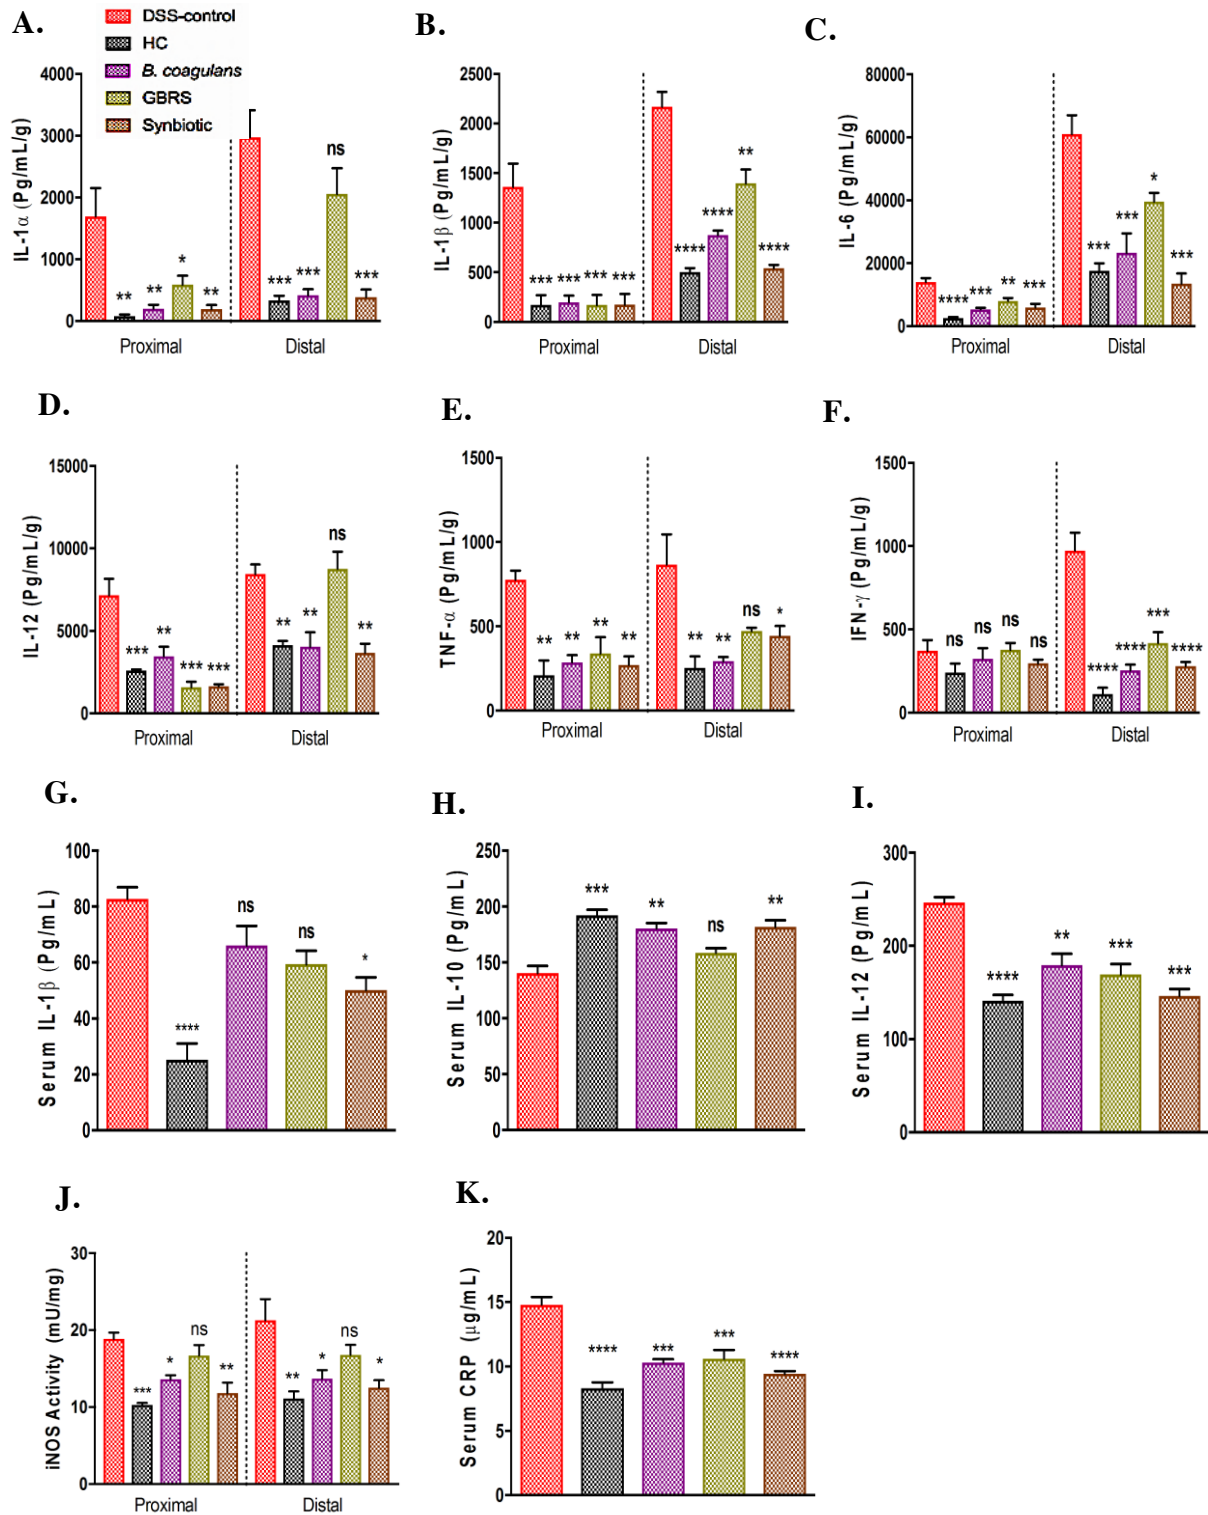 A.
DSS-control
HC
B. coagulans
GBRS
Synbiotic
IL-1α (Pg/mL/g)
4000
3000
2000
1000
0
** ** * **
*** *** ns ***
Proximal Distal
B.
IL-1β (Pg/mL/g)
2500
2000
1500
1000
500
0
*** *** *** ***
**** **** ** ****
Proximal Distal
C.
IL-6 (Pg/mL/g)
80000
60000
40000
20000
0
**** *** ** ***
*** *** * ***
Proximal Distal
D.
IL-12 (Pg/mL/g)
15000
10000
5000
0
*** ** *** ***
** ** ns **
Proximal Distal
E.
TNF-α (Pg/mL/g)
1500
1000
500
0
** ** ** **
** ** ns *
Proximal Distal
F.
IFN-γ (Pg/mL/g)
1500
1000
500
0
ns ns ns ns
**** **** *** ****
Proximal Distal
G.
Serum IL-1β (Pg/mL)
100
80
60
40
20
0
**** ns ns *
H.
Serum IL-10 (Pg/mL)
250
200
150
100
50
0
*** ** ns **
I.
Serum IL-12 (Pg/mL)
300
200
100
0
**** ** *** ***
J.
iNOS Activity (mU/mg)
30
20
10
0
*** * ns **
** * ns *
Proximal Distal
K.
Serum CRP (μg/mL)
20
15
10
5
0
**** *** *** ****